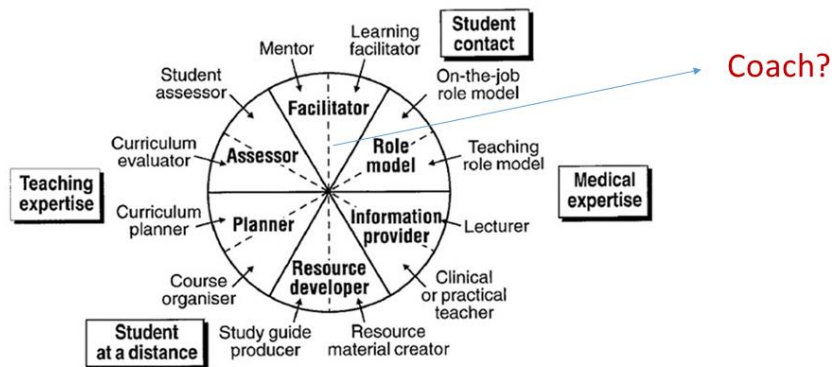 Student
contact
Coach?
Mentor
Learning
facilitator
Student
assessor
On-the-job
role model
Facilitator
Curriculum
evaluator
Assessor
Role
model
Teaching
role model
Teaching
expertise
Medical
expertise
Curriculum
planner
Planner
Information
provider
Lecturer
Resource
developer
Course
organiser
Clinical
or practical
teacher
Student
at a distance
Study guide
producer
Resource
material creator